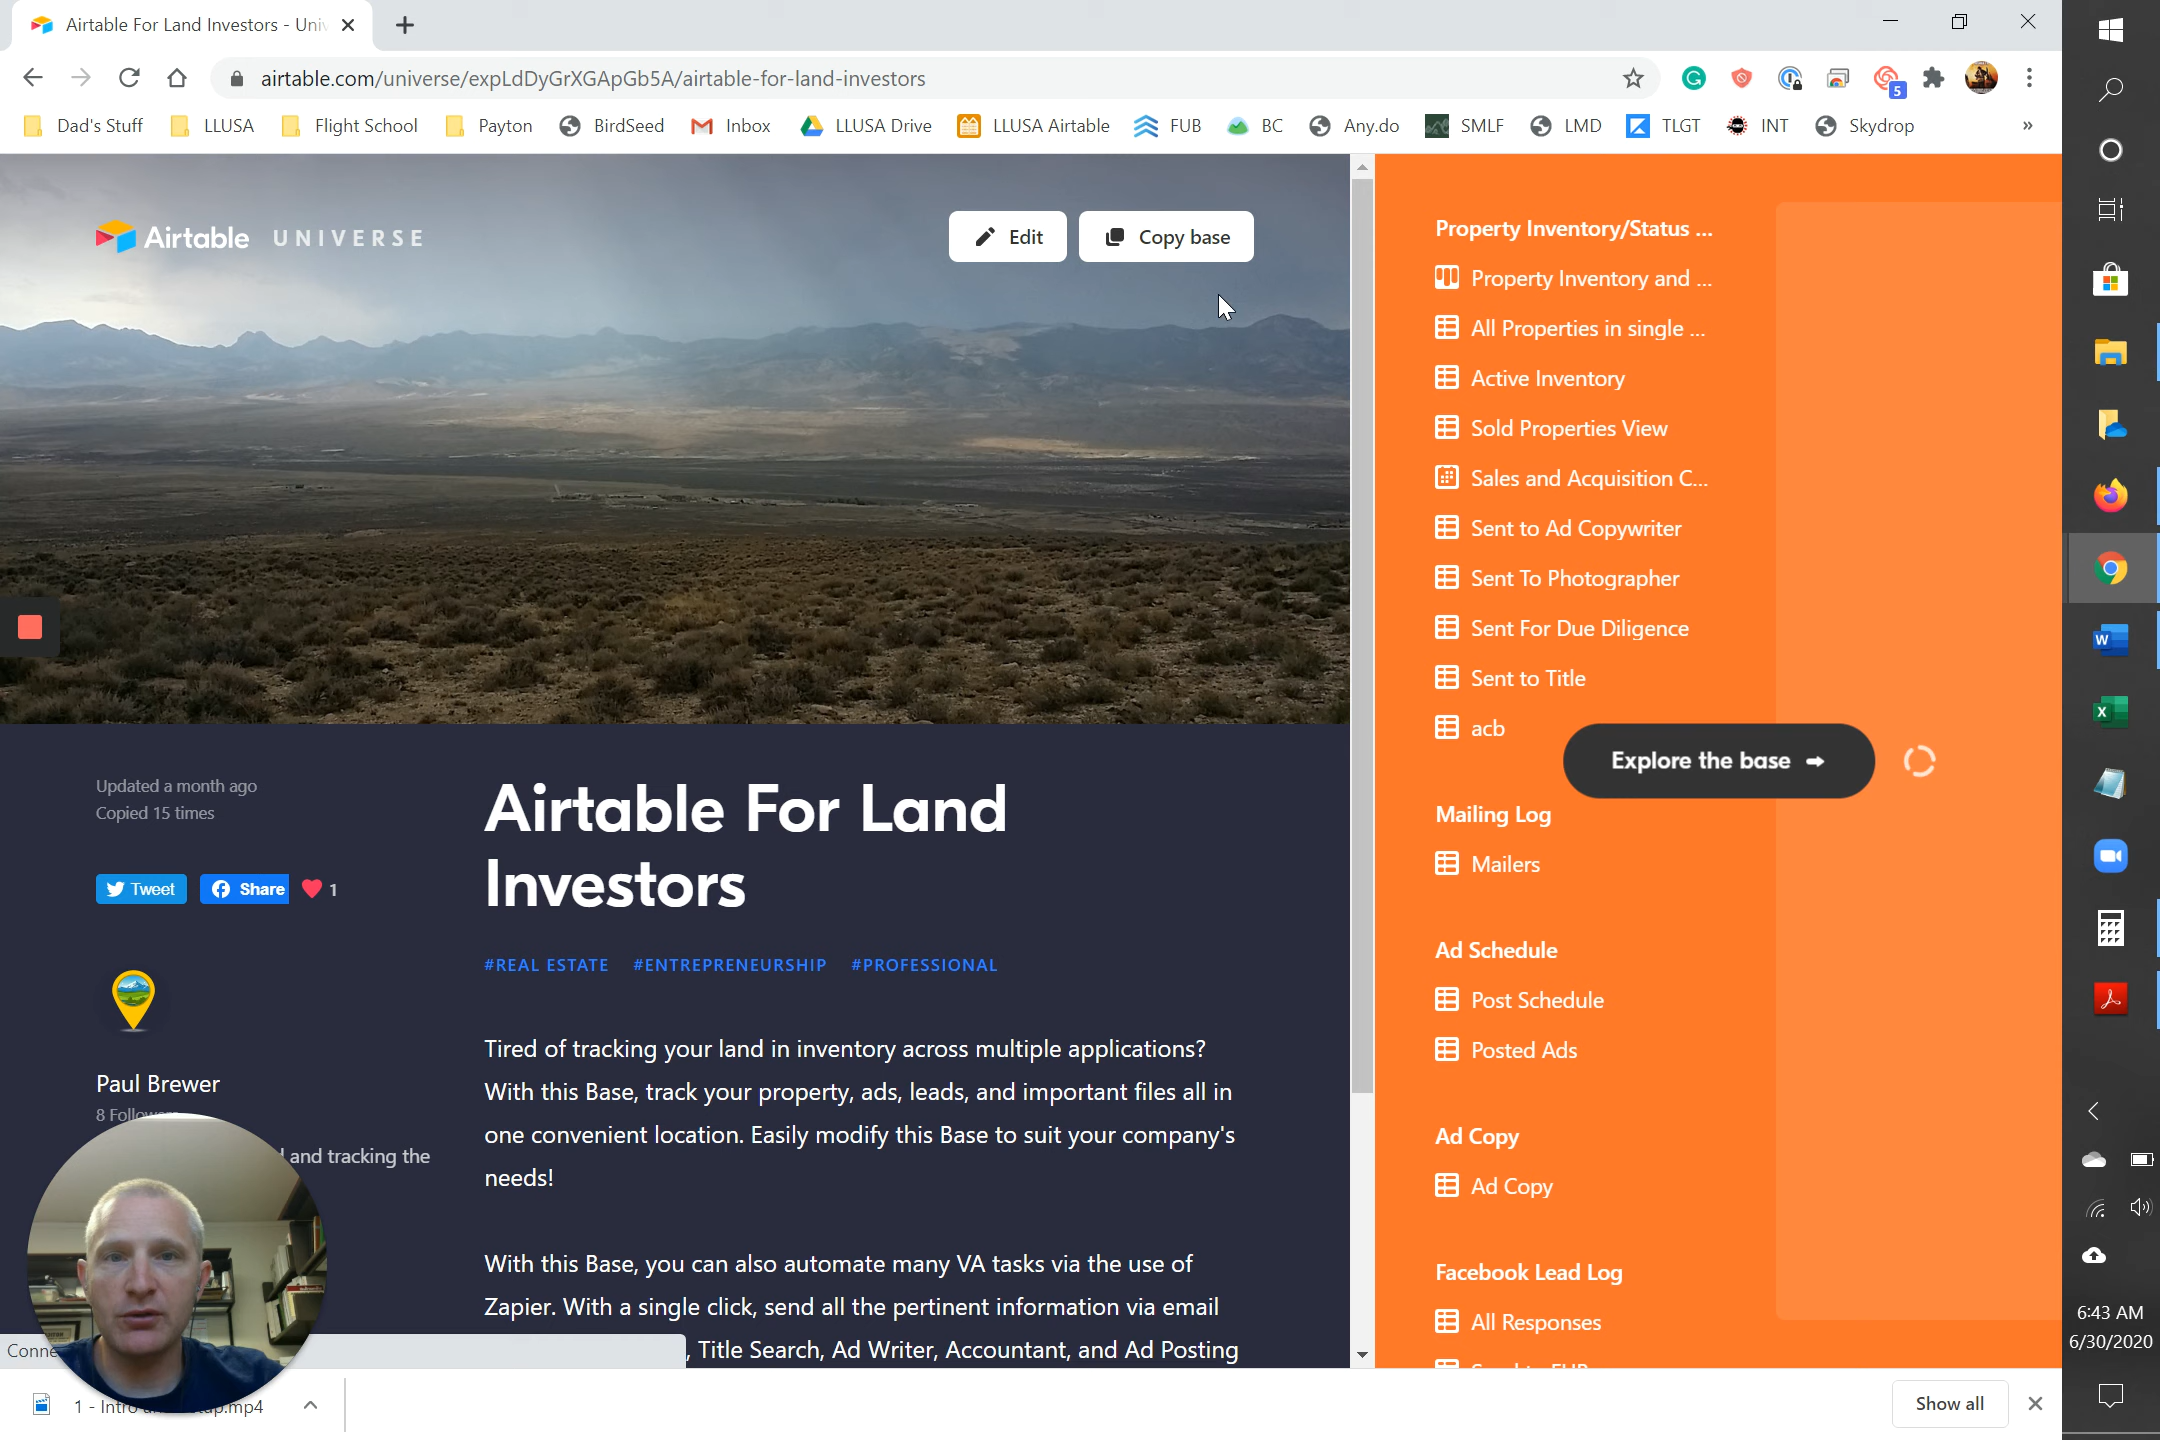 Airtable For Land Investors - Univ
airtable.com/universe/expLdDyGrXGApGb5A/airtable-for-land-investors
5
Dad's Stuff
LLUSA
Flight School
Payton
BirdSeed
Inbox
LLUSA Drive
LLUSA Airtable
FUB
BC
Any.do
SMLF
LMD
TLGT
INT
Skydrop
»
Airtable UNIVERSE
Edit
Copy base
Updated a month ago
Copied 15 times
Tweet
Share
1
Paul Brewer
8 Followers
and tracking the
Airtable For Land
Investors
#REAL ESTATE #ENTREPRENEURSHIP #PROFESSIONAL
Tired of tracking your land in inventory across multiple applications?
With this Base, track your property, ads, leads, and important files all in
one convenient location. Easily modify this Base to suit your company's
needs!
With this Base, you can also automate many VA tasks via the use of
Zapier. With a single click, send all the pertinent information via email
, Title Search, Ad Writer, Accountant, and Ad Posting
Property Inventory/Status ...
Property Inventory and ...
All Properties in single ...
Active Inventory
Sold Properties View
Sales and Acquisition C...
Sent to Ad Copywriter
Sent To Photographer
Sent For Due Diligence
Sent to Title
acb
Explore the base
Mailing Log
Mailers
Ad Schedule
Post Schedule
Posted Ads
Ad Copy
Ad Copy
Facebook Lead Log
All Responses
Conne
1 - Intro
up.mp4
Show all
6:43 AM
6/30/2020